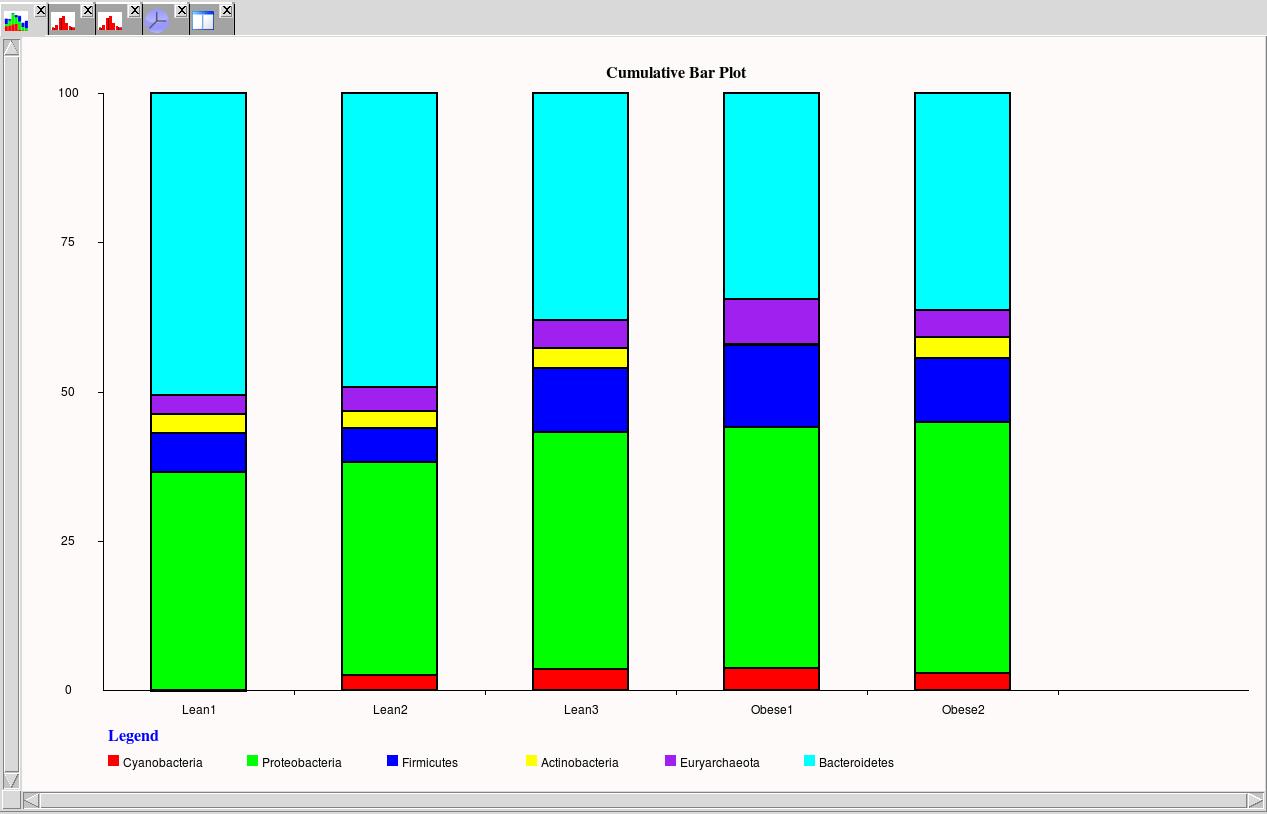 X X X X X
Cumulative Bar Plot
100
75
50
25
0
Lean1 Lean2 Lean3 Obese1 Obese2
Legend
Cyanobacteria Proteobacteria Firmicutes Actinobacteria Euryarchaeota Bacteroidetes